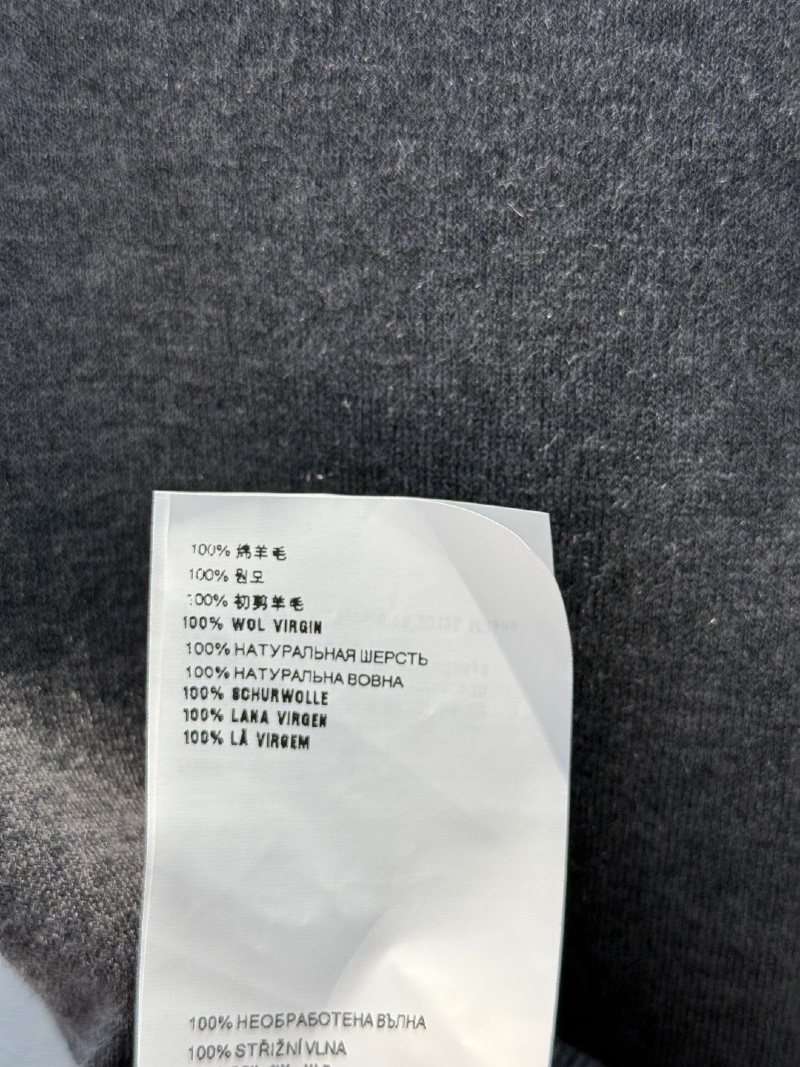 100% 绵羊毛
100% 원모
100% 初剪羊毛
100% WOL VIRGIN
100% НАТУРАЛЬНАЯ ШЕРСТЬ
100% НАТУРАЛЬНА ВОВНА
100% SCHURWOLLE
100% LANA VIRGEN
100% LÃ VIRGEM
100% НЕОБРАБОТЕНА ВЪЛНА
100% STŘIŽNÍ VLNA